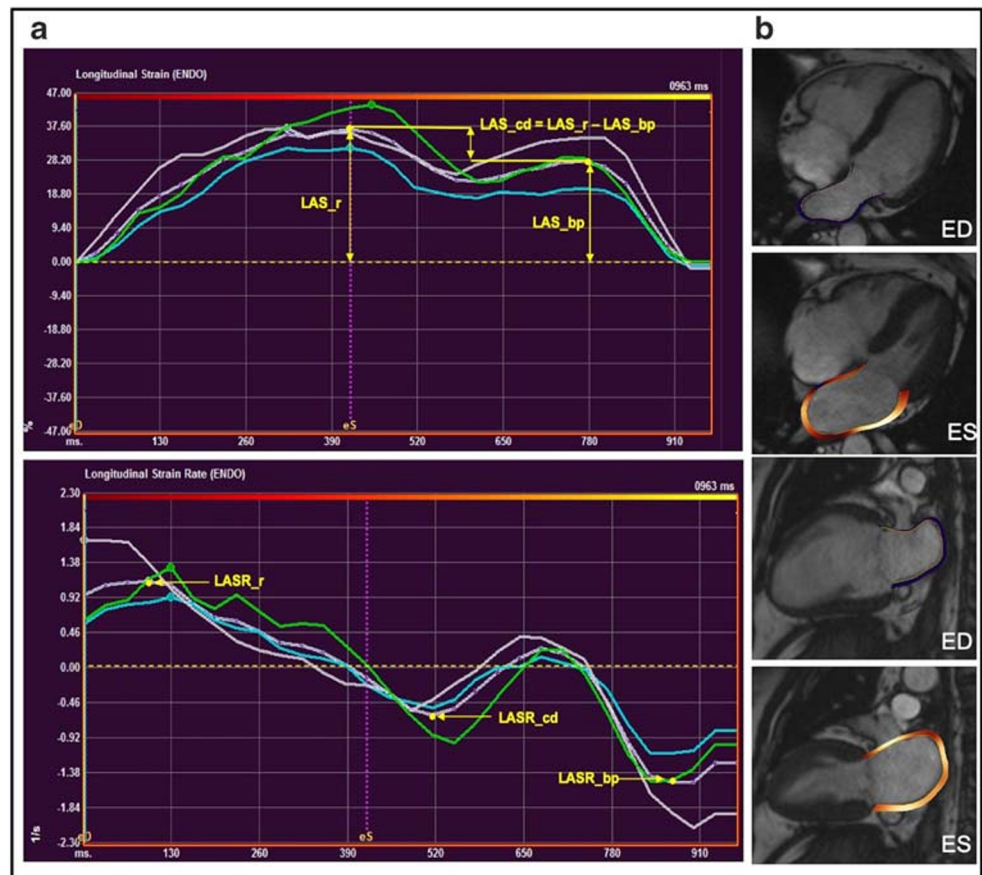 a
b
Longitudinal Strain (ENDO)
0963 ms
47.00
37.60
28.20
18.80
9.40
0.00
-9.40
-18.80
-28.20
-37.60
-47.00
%
LAS_cd = LAS_r – LAS_bp
LAS_r
LAS_bp
eD
eS
ms.
130
260
390
520
650
780
910
Longitudinal Strain Rate (ENDO)
0963 ms
2.30
1.84
1.38
0.92
0.46
0.00
-0.46
-0.92
-1.38
-1.84
-2.30
1/s
LASR_r
LASR_cd
LASR_bp
eD
eS
ms.
130
260
390
520
650
780
910
ED
ES
ED
ES